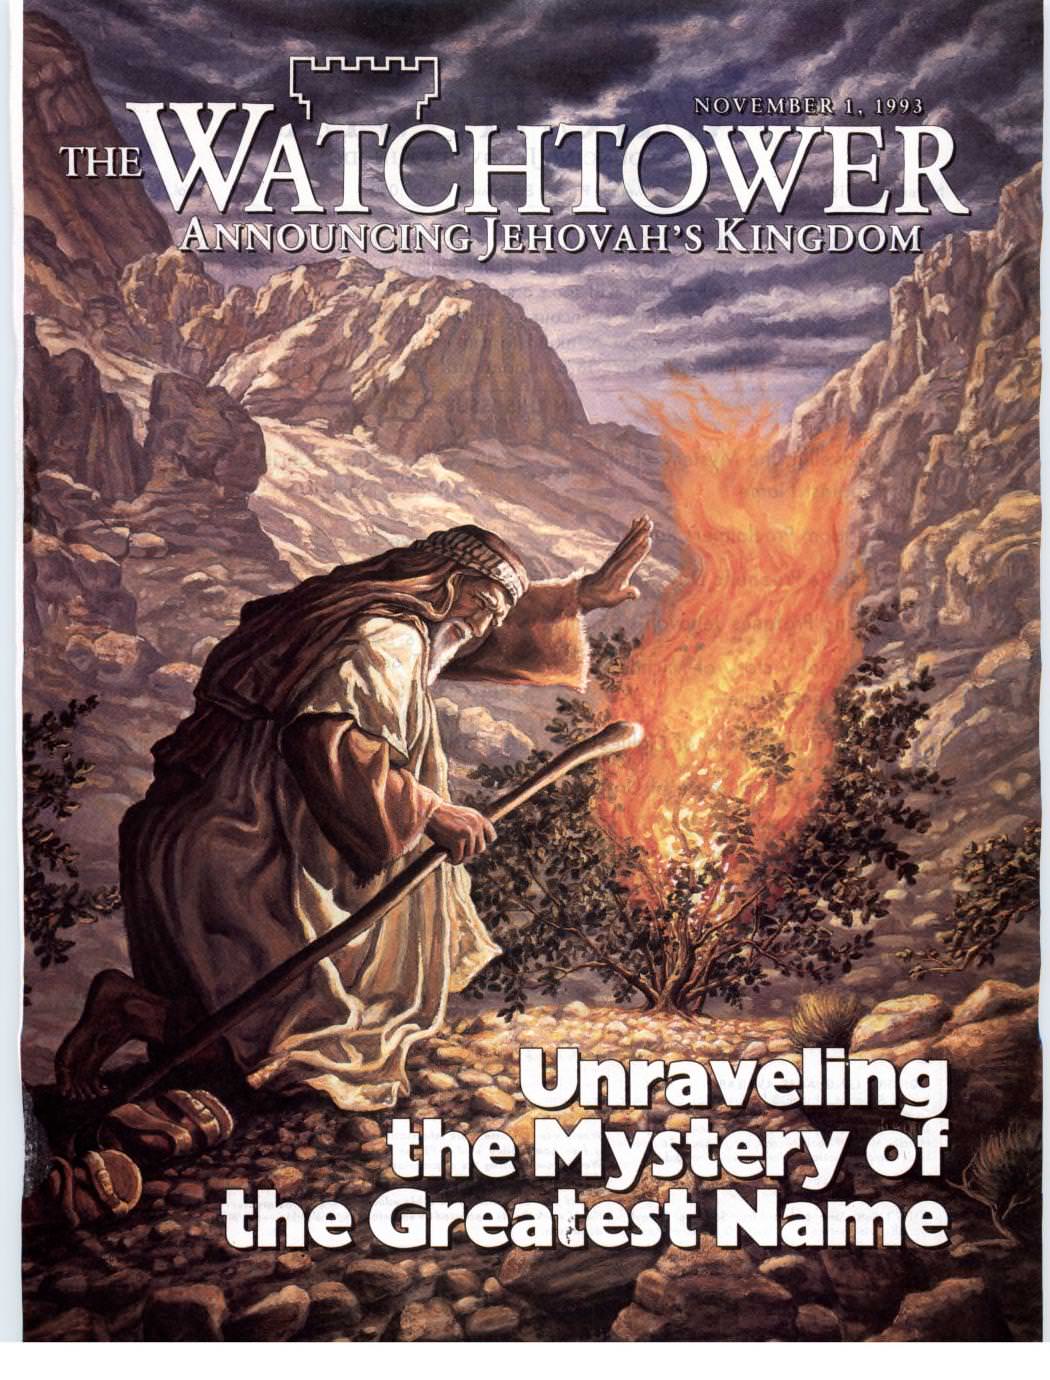 NOVEMBER 1, 1993
THE WATCHTOWER
ANNOUNCING JEHOVAH'S KINGDOM
Unraveling
the Mystery of
the Greatest Name